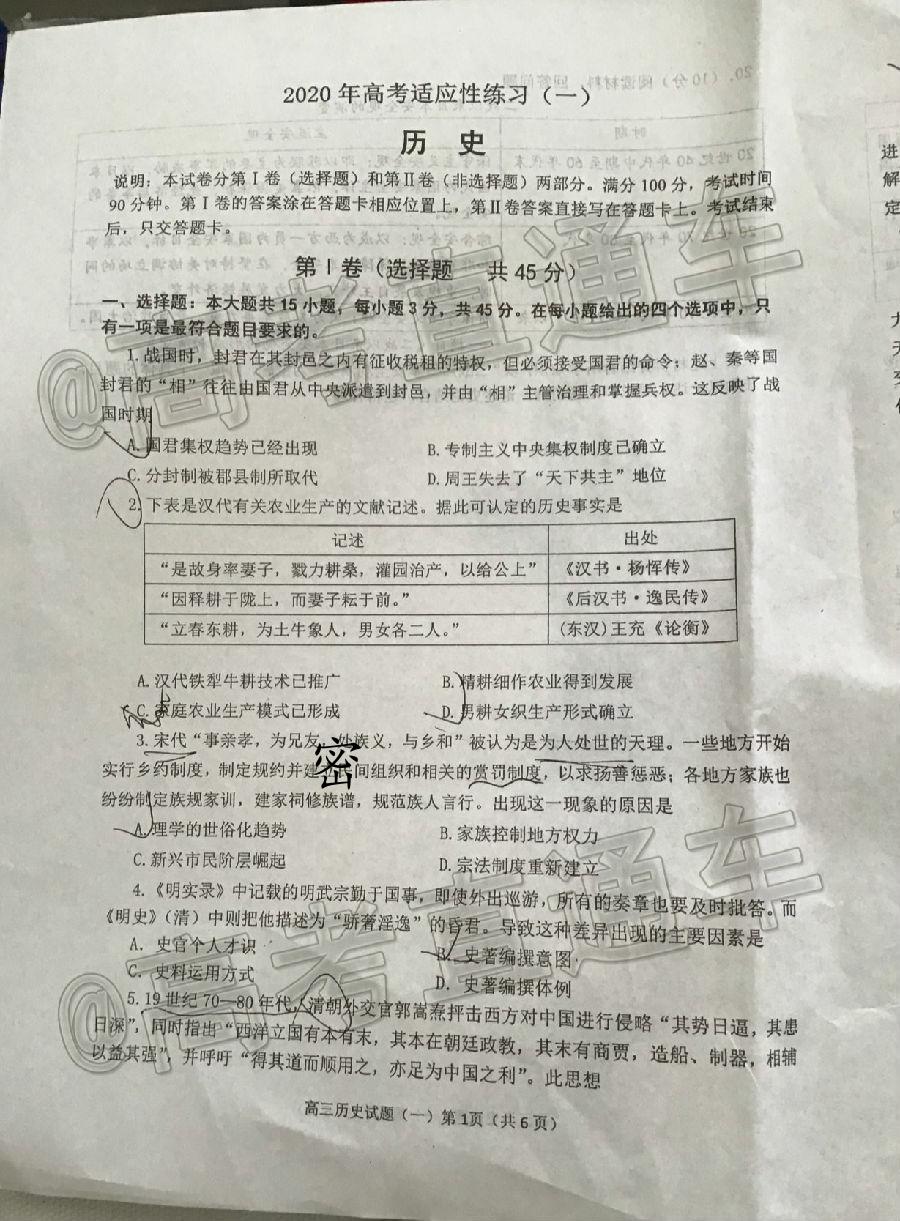 2020年高考适应性练习（一）
历 史
说明：本试卷分第Ⅰ卷（选择题）和第Ⅱ卷（非选择题）两部分。满分100分，考试时间
90分钟。第Ⅰ卷的答案涂在答题卡相应位置上，第Ⅱ卷答案直接写在答题卡上。考试结束
后，只交答题卡。
第Ⅰ卷（选择题 共45分）
一、选择题：本大题共15小题，每小题3分，共45分。在每小题给出的四个选项中，只
有一项是最符合题目要求的。
1.战国时，封君在其封邑之内有征收税租的特权，但必须接受国君的命令；赵、秦等国
封君的“相”往往由国君从中央派遣到封邑，并由“相”主管治理和掌握兵权。这反映了战
国时期
A.国君集权趋势已经出现 B.专制主义中央集权制度已确立
C.分封制被郡县制所取代 D.周王失去了“天下共主”地位
2.下表是汉代有关农业生产的文献记述。据此可认定的历史事实是
记述 出处
“是故身率妻子，戮力耕桑，灌园治产，以给公上” 《汉书·杨恽传》
“因释耕于陇上，而妻子耘于前。” 《后汉书·逸民传》
“立春东耕，为土牛象人，男女各二人。” （东汉）王充《论衡》
A.汉代铁犁牛耕技术已推广 B.精耕细作农业得到发展
C.家庭农业生产模式已形成 D.男耕女织生产形式确立
3.宋代“事亲孝，为兄友，处族义，与乡和”被认为是为人处世的天理。一些地方开始
实行乡约制度，制定规约并建立民间组织和相关的赏罚制度，以求扬善惩恶；各地方家族也
纷纷制定族规家训，建家祠修族谱，规范族人言行。出现这一现象的原因是
密
A.理学的世俗化趋势 B.家族控制地方权力
C.新兴市民阶层崛起 D.宗法制度重新建立
4.《明实录》中记载的明武宗勤于国事，即使外出巡游，所有的奏章也要及时批答。而
《明史》（清）中则把他描述为“骄奢淫逸”的昏君。导致这种差异出现的主要因素是
A．史官个人才识 B．史著编撰意图
C．史料运用方式 D．史著编撰体例
5.19世纪70—80年代，清朝外交官郭嵩焘抨击西方对中国进行侵略“其势日逼，其患
日深”，同时指出“西洋立国有本有末，其本在朝廷政教，其末有商贾，造船、制器，相辅
以益其强”，并呼吁“得其道而顺用之，亦足为中国之利”。此思想
高三历史试题（一）第1页（共6页）
@高考直通车
@高考直通车
进
解
定